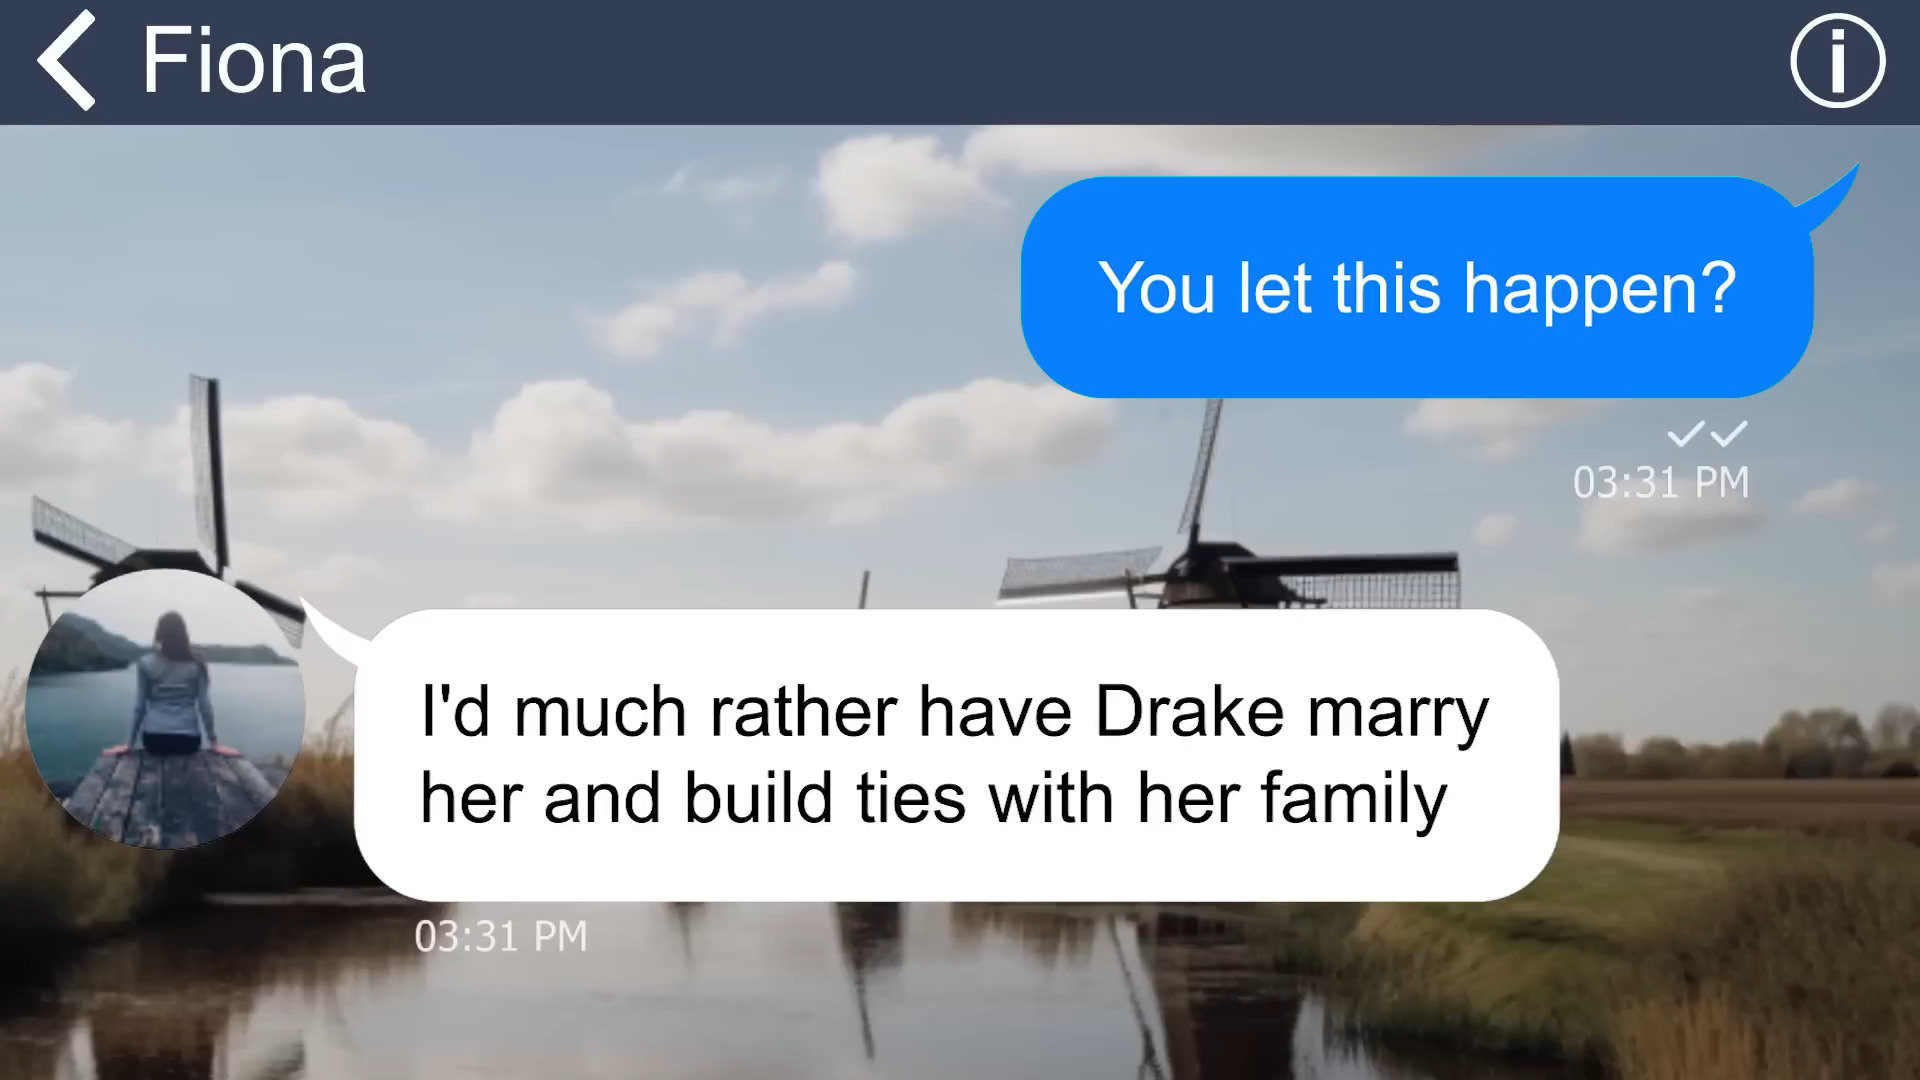 Fiona
You let this happen?
03:31 PM
I'd much rather have Drake marry
her and build ties with her family
03:31 PM